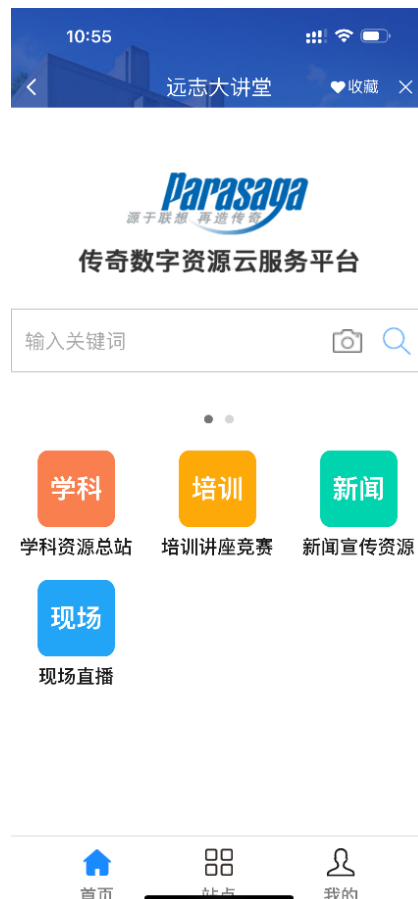 10:55
远志大讲堂
收藏
Parasaga
源于联想 再造传奇
传奇数字资源云服务平台
输入关键词
学科
培训
新闻
学科资源总站
培训讲座竞赛
新闻宣传资源
现场
现场直播
首页
站点
我的